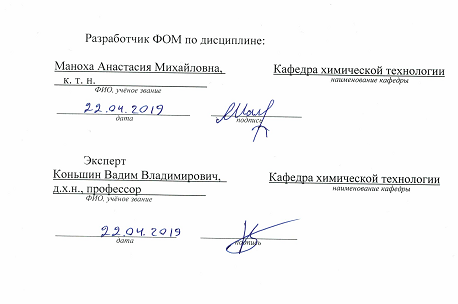 Разработчик ФОМ по дисциплине:
Маноха Анастасия Михайловна, Кафедра химической технологии
к. т. н. наименование кафедры
ФИО, учёное звание
22.04.2019
дата подпись
Эксперт
Коньшин Вадим Владимирович, Кафедра химической технологии
д.х.н., профессор наименование кафедры
ФИО, учёное звание
22.04.2019
дата подпись